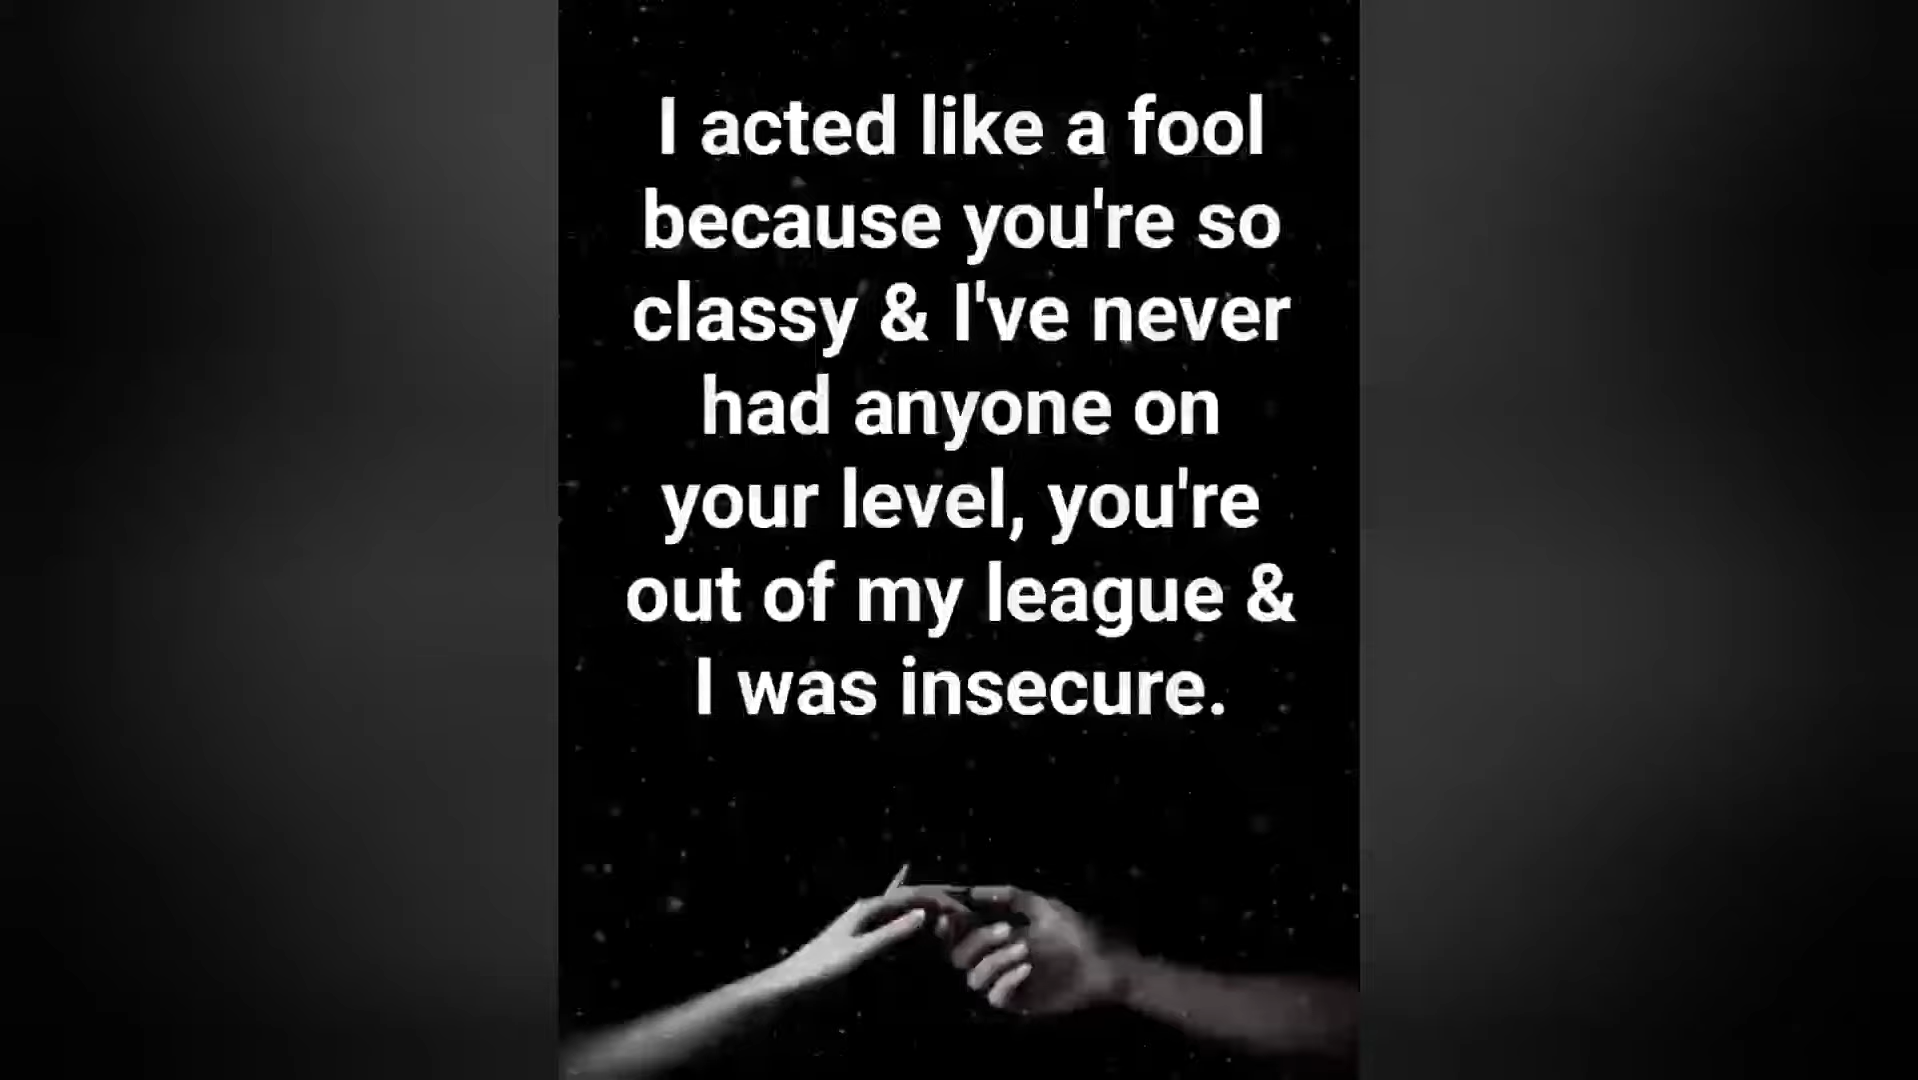 I acted like a fool
because you're so
classy & I've never
had anyone on
your level, you're
out of my league &
I was insecure.